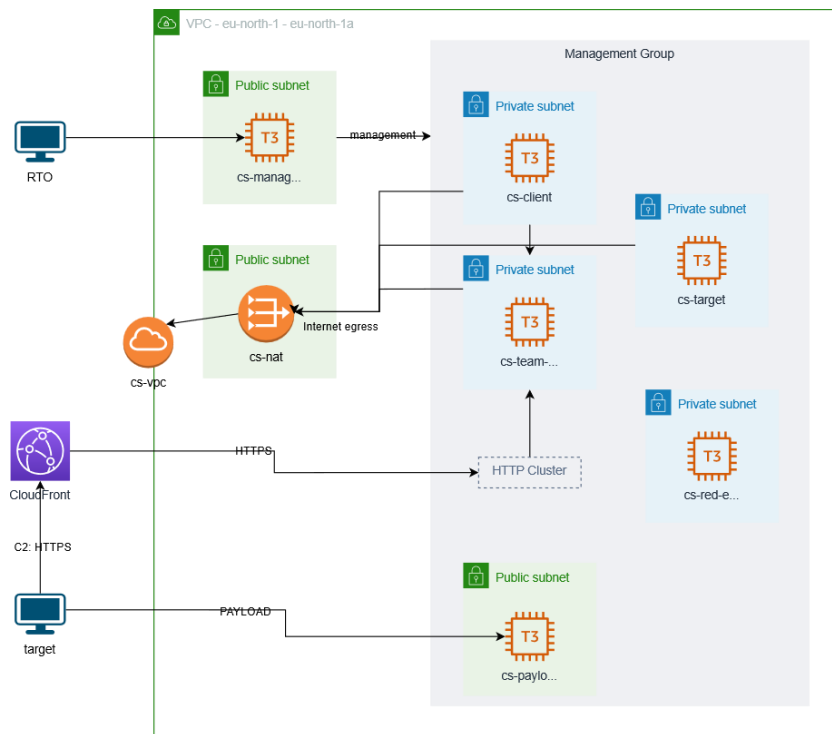 VPC - eu-north-1 - eu-north-1a
Management Group
Public subnet
T3
cs-manag...
RTO
management
Private subnet
T3
cs-client
Private subnet
T3
cs-target
Public subnet
cs-nat
Internet egress
cs-vpc
Private subnet
T3
cs-team-...
Private subnet
T3
cs-red-e...
CloudFront
HTTPS
HTTP Cluster
C2: HTTPS
target
PAYLOAD
Public subnet
T3
cs-paylo...